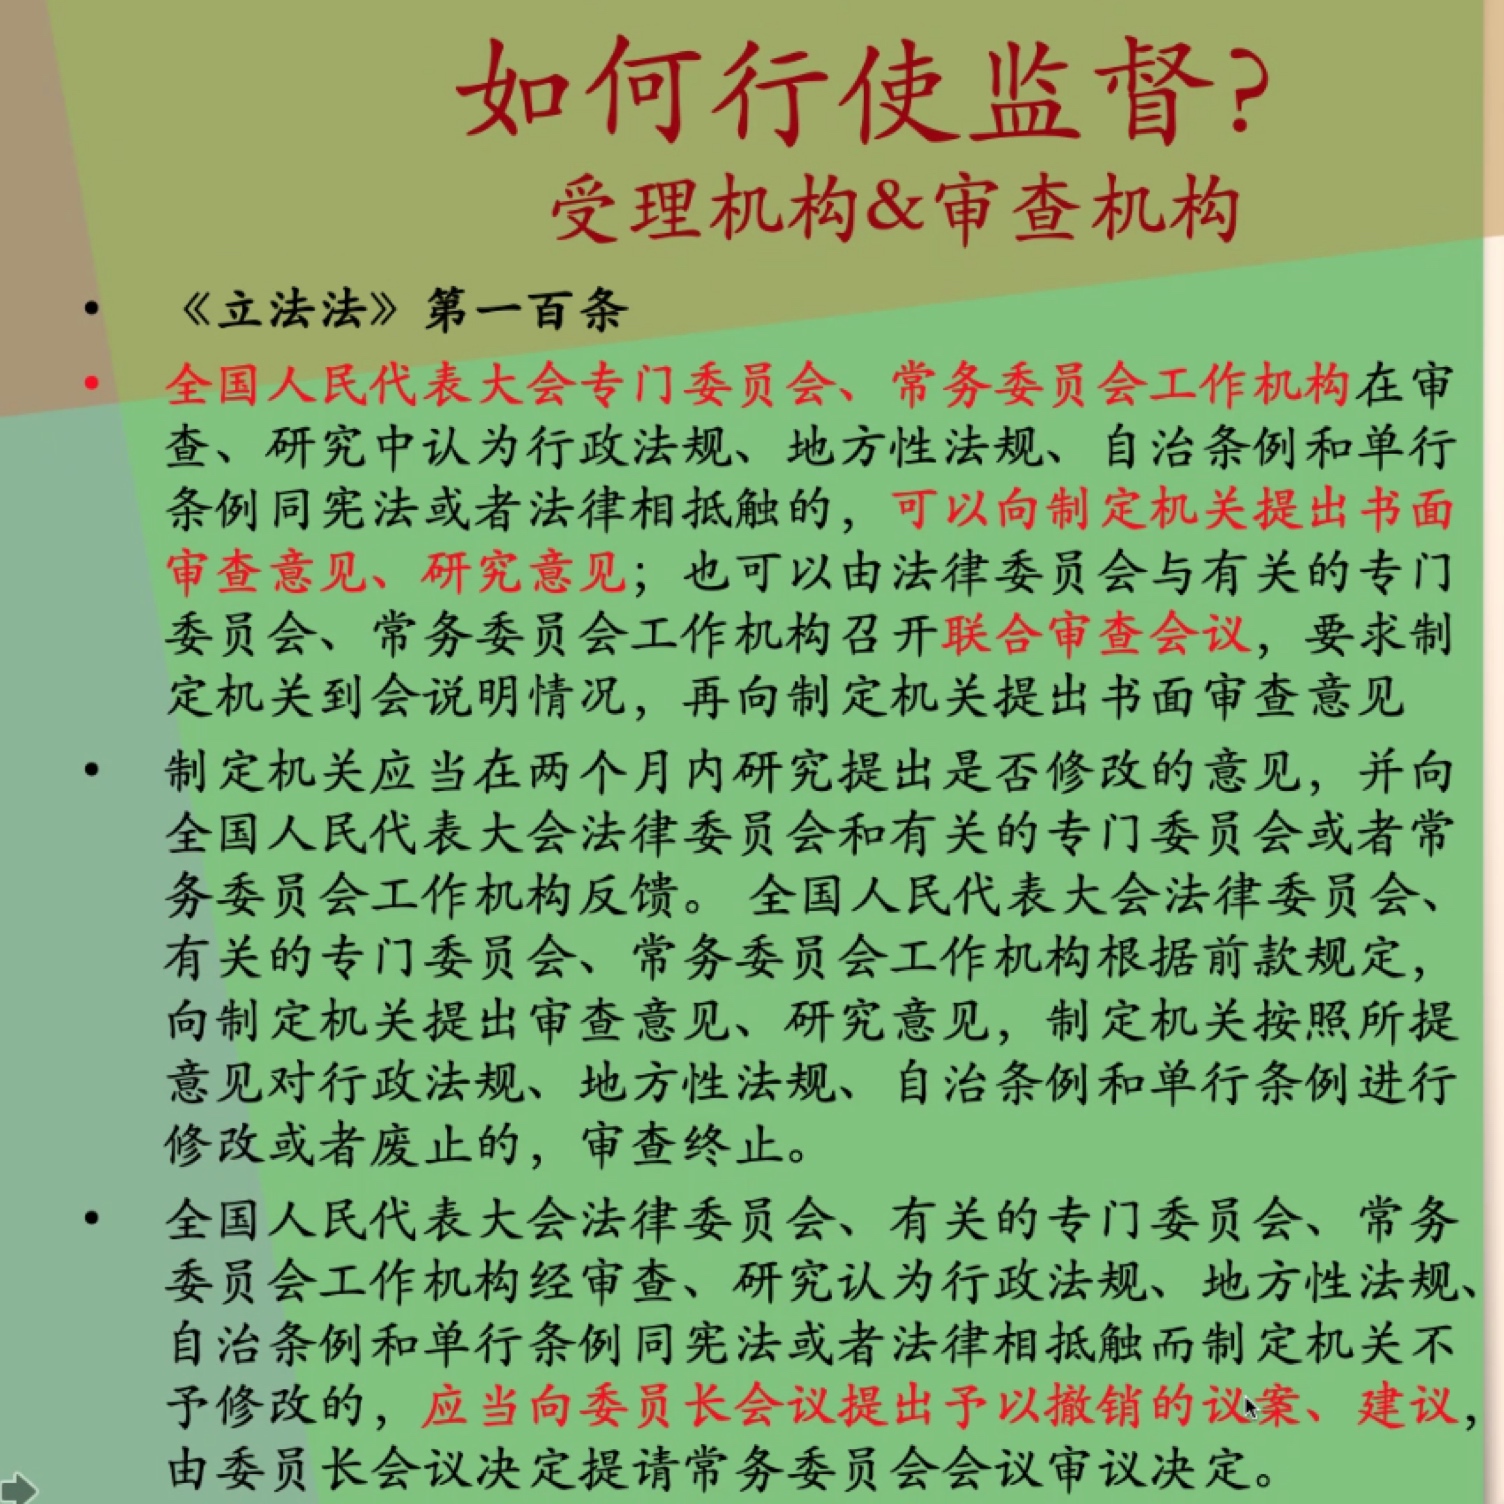 如何行使监督?
受理机构&审查机构
• 《立法法》第一百条
• 全国人民代表大会专门委员会、常务委员会工作机构在审
查、研究中认为行政法规、地方性法规、自治条例和单行
条例同宪法或者法律相抵触的，可以向制定机关提出书面
审查意见、研究意见；也可以由法律委员会与有关的专门
委员会、常务委员会工作机构召开联合审查会议，要求制
定机关到会说明情况，再向制定机关提出书面审查意见
• 制定机关应当在两个月内研究提出是否修改的意见，并向
全国人民代表大会法律委员会和有关的专门委员会或者常
务委员会工作机构反馈。 全国人民代表大会法律委员会、
有关的专门委员会、常务委员会工作机构根据前款规定，
向制定机关提出审查意见、研究意见，制定机关按照所提
意见对行政法规、地方性法规、自治条例和单行条例进行
修改或者废止的，审查终止。
• 全国人民代表大会法律委员会、有关的专门委员会、常务
委员会工作机构经审查、研究认为行政法规、地方性法规、
自治条例和单行条例同宪法或者法律相抵触而制定机关不
予修改的，应当向委员长会议提出予以撤销的议案、建议，
由委员长会议决定提请常务委员会会议审议决定。